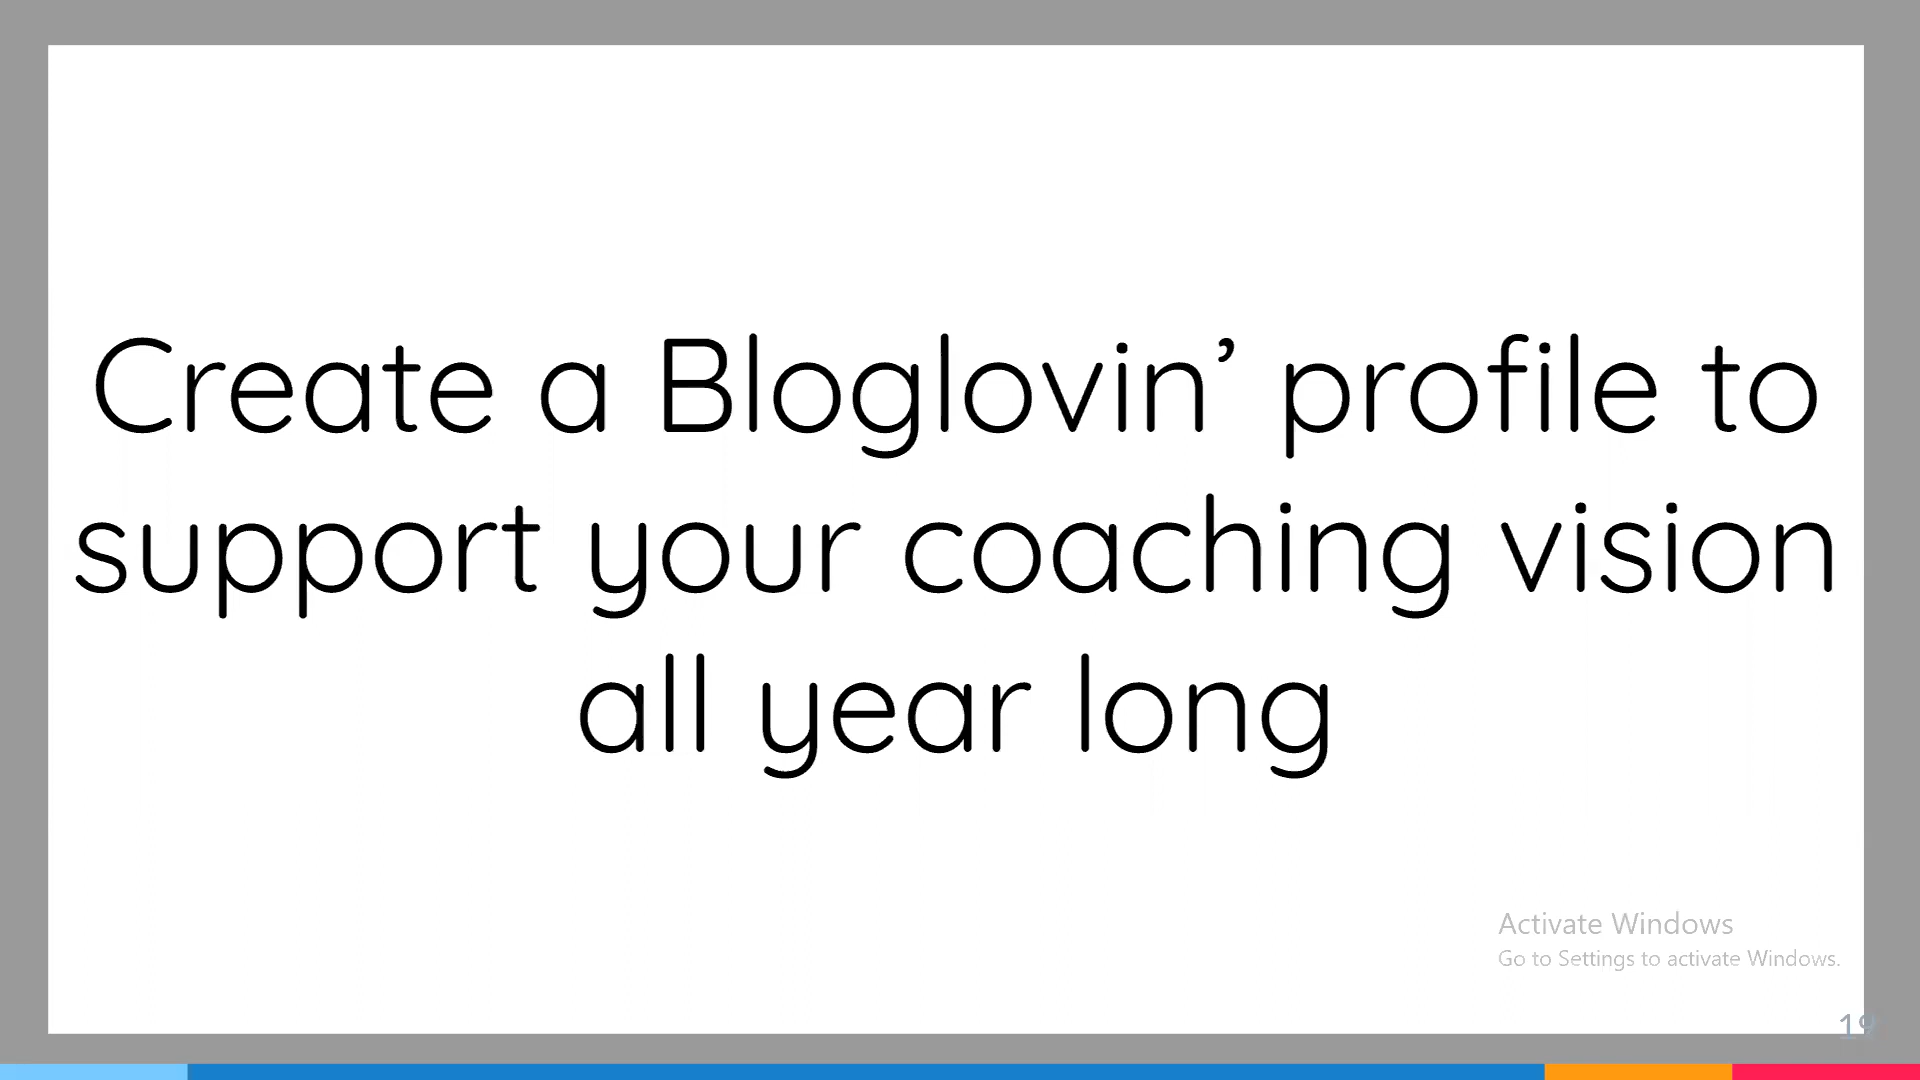 Create a Bloglovin’ profile to
support your coaching vision
all year long
Activate Windows
Go to Settings to activate Windows.
19